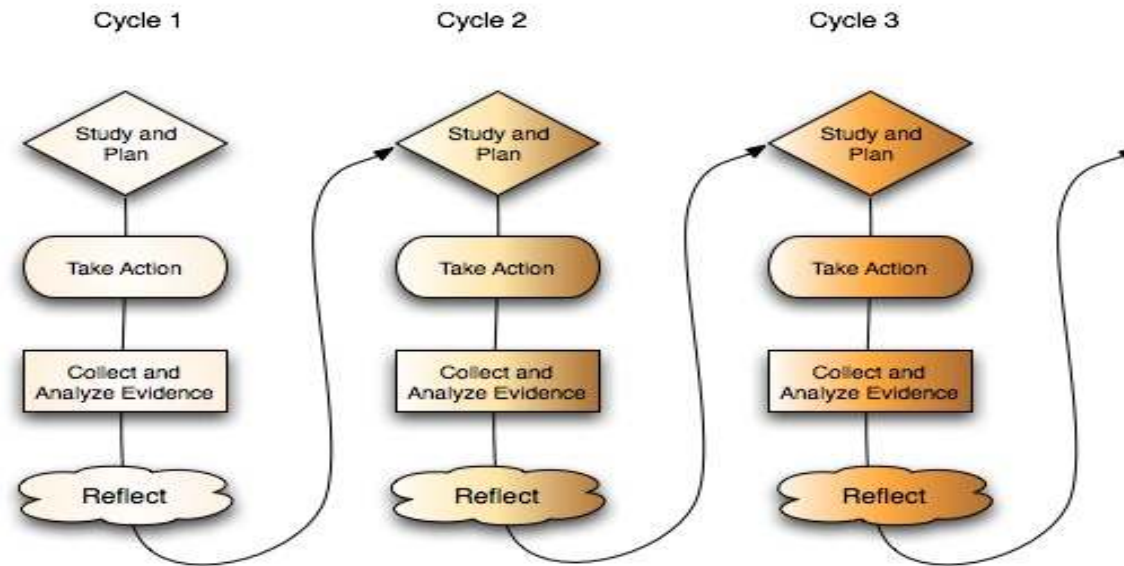 Cycle 1
Cycle 2
Cycle 3
Study and
Plan
Study and
Plan
Study and
Plan
Take Action
Take Action
Take Action
Collect and
Analyze Evidence
Collect and
Analyze Evidence
Collect and
Analyze Evidence
Reflect
Reflect
Reflect